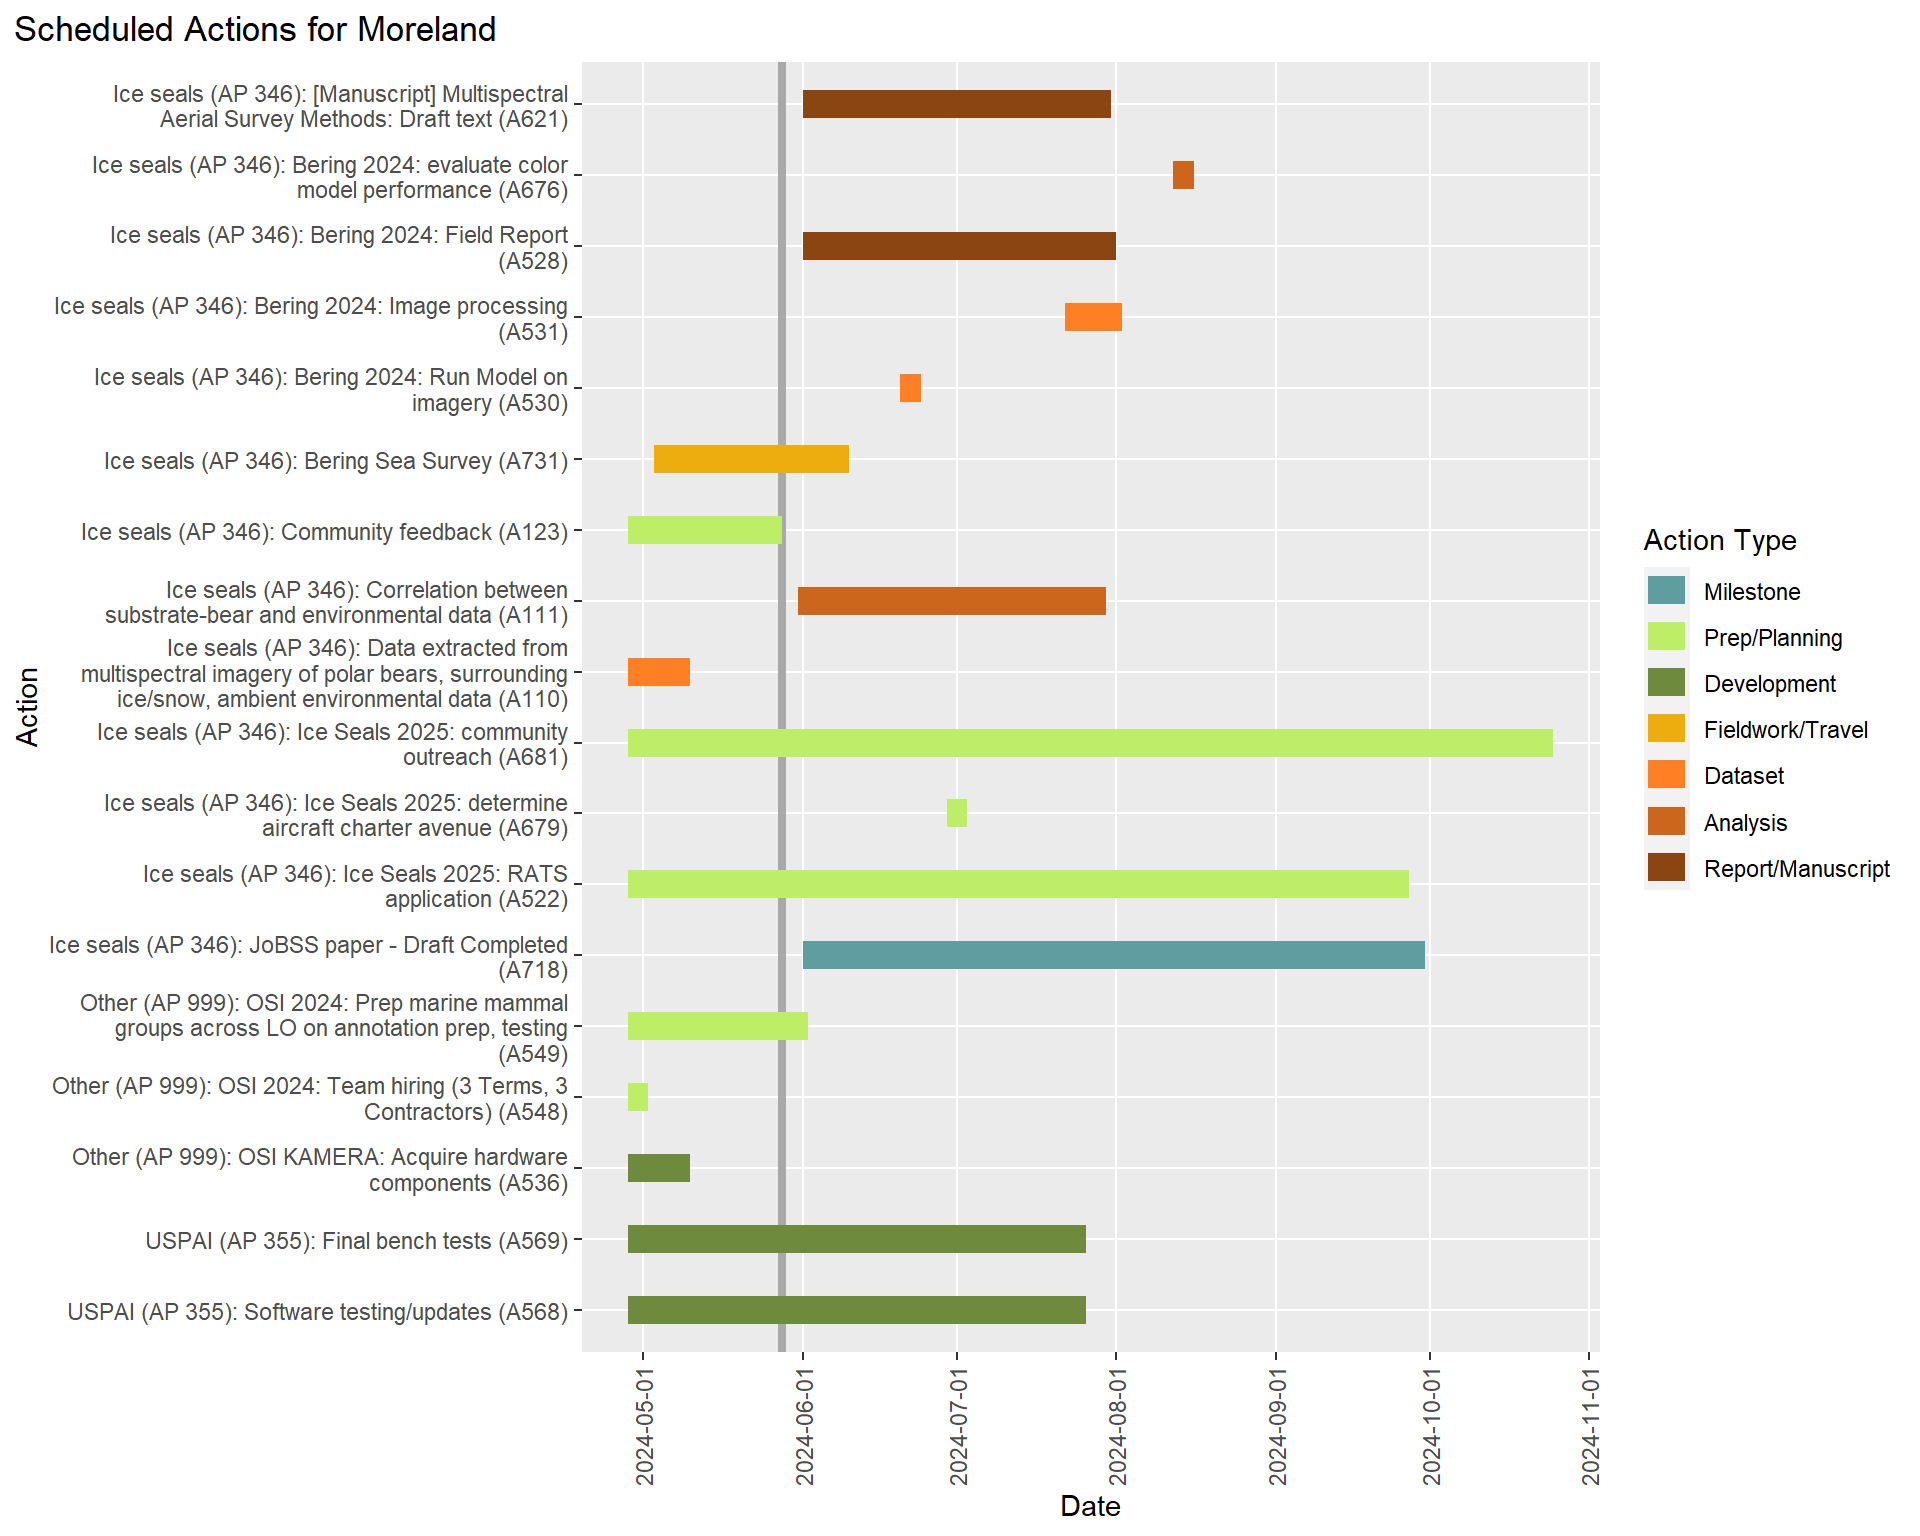 Scheduled Actions for Moreland
Ice seals (AP 346): [Manuscript] Multispectral
Aerial Survey Methods: Draft text (A621)
Ice seals (AP 346): Bering 2024: evaluate color
model performance (A676)
Ice seals (AP 346): Bering 2024: Field Report
(A528)
Ice seals (AP 346): Bering 2024: Image processing
(A531)
Ice seals (AP 346): Bering 2024: Run Model on
imagery (A530)
Ice seals (AP 346): Bering Sea Survey (A731)
Ice seals (AP 346): Community feedback (A123)
Ice seals (AP 346): Correlation between
substrate-bear and environmental data (A111)
Ice seals (AP 346): Data extracted from
multispectral imagery of polar bears, surrounding
ice/snow, ambient environmental data (A110)
Ice seals (AP 346): Ice Seals 2025: community
outreach (A681)
Ice seals (AP 346): Ice Seals 2025: determine
aircraft charter avenue (A679)
Ice seals (AP 346): Ice Seals 2025: RATS
application (A522)
Ice seals (AP 346): JoBSS paper - Draft Completed
(A718)
Other (AP 999): OSI 2024: Prep marine mammal
groups across LO on annotation prep, testing
(A549)
Other (AP 999): OSI 2024: Team hiring (3 Terms, 3
Contractors) (A548)
Other (AP 999): OSI KAMERA: Acquire hardware
components (A536)
USPAI (AP 355): Final bench tests (A569)
USPAI (AP 355): Software testing/updates (A568)
Action
2024-05-01
2024-06-01
2024-07-01
2024-08-01
2024-09-01
2024-10-01
2024-11-01
Date
Action Type
Milestone
Prep/Planning
Development
Fieldwork/Travel
Dataset
Analysis
Report/Manuscript